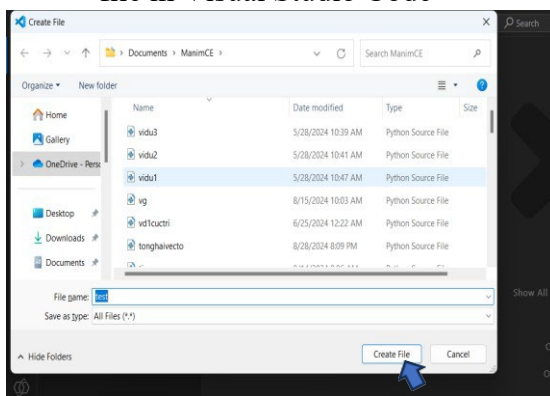 Create File
Search
Documents > ManimCE >
Search ManimCE
Organize
New folder
Name Date modified Type Size
Home
Gallery
OneDrive - Pers
Desktop
Downloads
Documents
vidu3 5/28/2024 10:39 AM Python Source File
vidu2 5/28/2024 10:41 AM Python Source File
vidu1 5/28/2024 10:47 AM Python Source File
vg 8/15/2024 10:03 AM Python Source File
vd1cuctri 6/25/2024 12:22 AM Python Source File
tonghaivecto 8/28/2024 8:09 PM Python Source File
File name: test
Save as type: All Files (*.*)
Show All
Hide Folders
Create File
Cancel